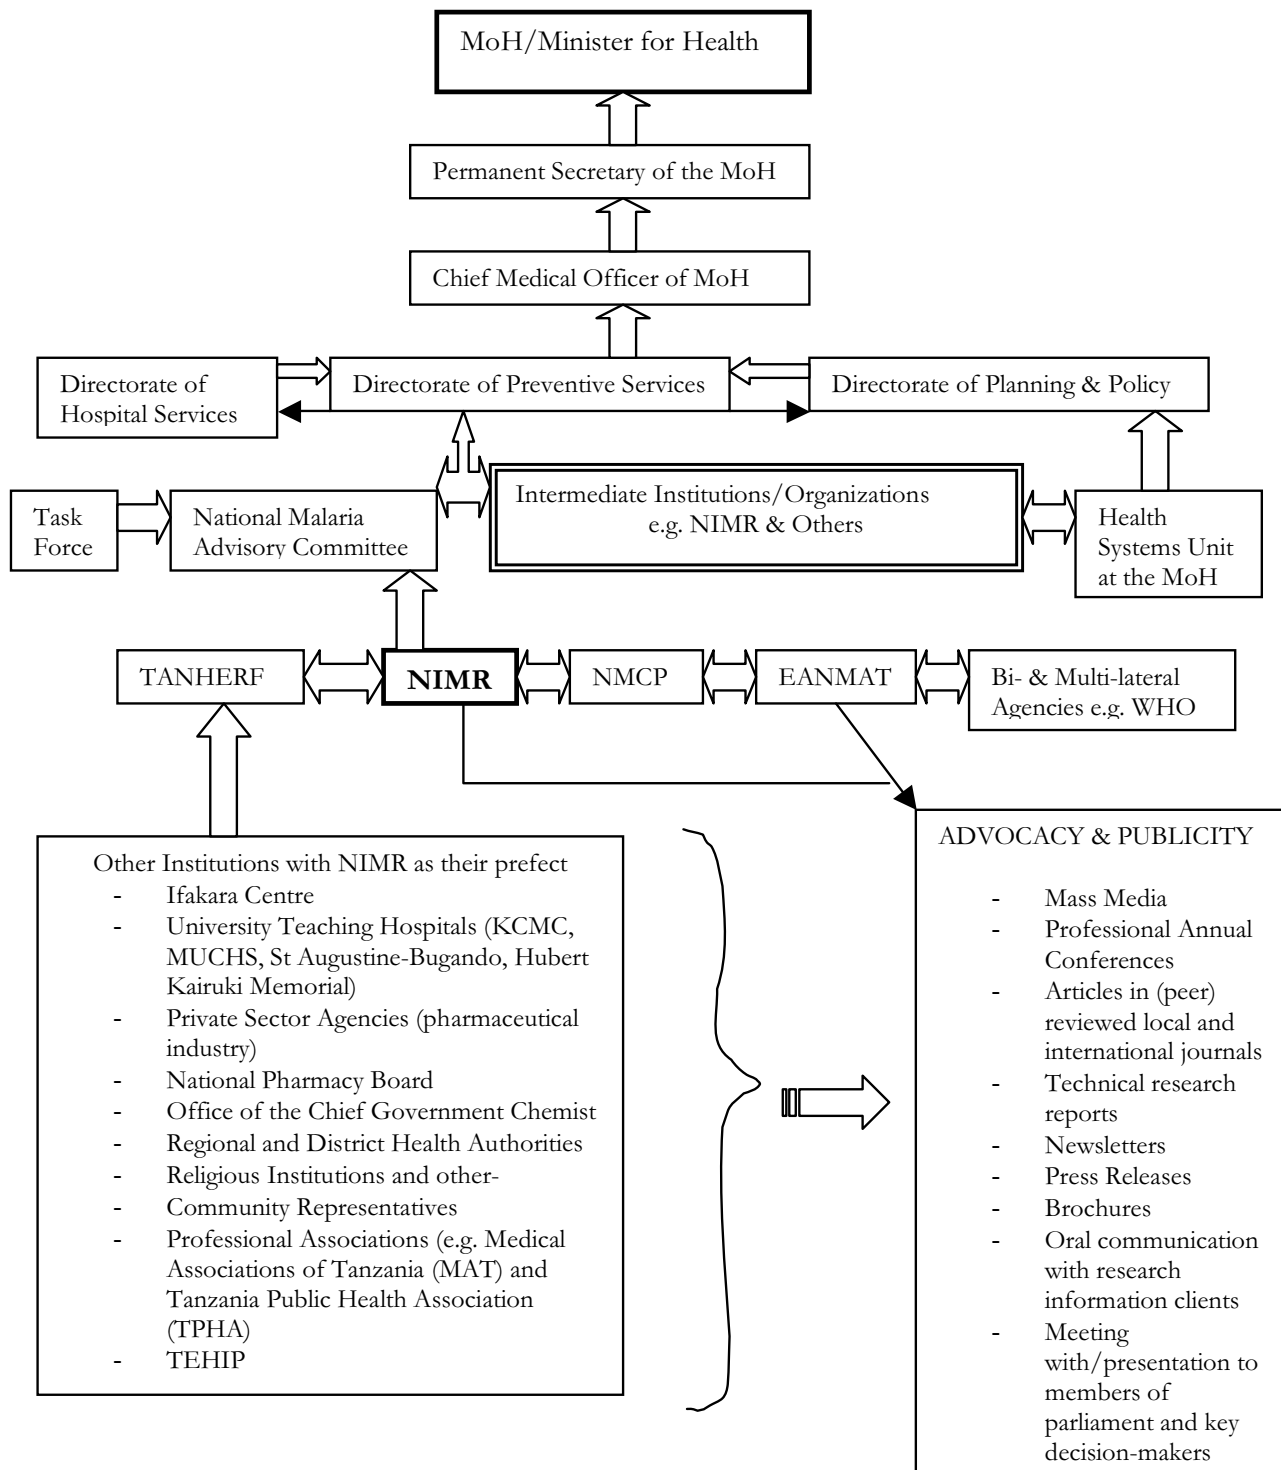 MoH/Minister for Health
Permanent Secretary of the MoH
Chief Medical Officer of MoH
Directorate of
Hospital Services
Directorate of Preventive Services
Directorate of Planning & Policy
Task
Force
National Malaria
Advisory Committee
Intermediate Institutions/Organizations
e.g. NIMR & Others
Health
Systems Unit
at the MoH
TANHERF
NIMR
NMCP
EANMAT
Bi- & Multi-lateral
Agencies e.g. WHO
Other Institutions with NIMR as their prefect
- Ifakara Centre
- University Teaching Hospitals (KCMC,
MUCHS, St Augustine-Bugando, Hubert
Kairuki Memorial)
- Private Sector Agencies (pharmaceutical
industry)
- National Pharmacy Board
- Office of the Chief Government Chemist
- Regional and District Health Authorities
- Religious Institutions and other-
- Community Representatives
- Professional Associations (e.g. Medical
Associations of Tanzania (MAT) and
Tanzania Public Health Association
(TPHA)
- TEHIP
ADVOCACY & PUBLICITY
- Mass Media
- Professional Annual
Conferences
- Articles in (peer)
reviewed local and
international journals
- Technical research
reports
- Newsletters
- Press Releases
- Brochures
- Oral communication
with research
information clients
- Meeting
with/presentation to
members of
parliament and key
decision-makers